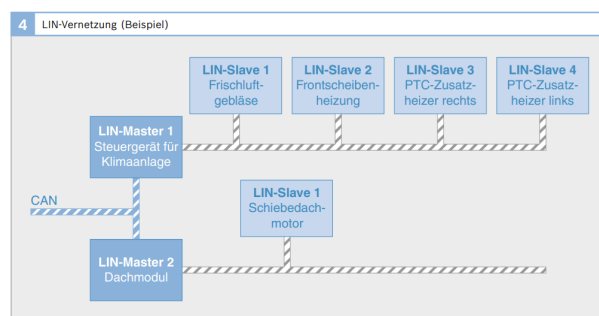 4 LIN-Vernetzung (Beispiel)
LIN-Slave 1
Frischluft-
gebläse
LIN-Slave 2
Frontscheiben-
heizung
LIN-Slave 3
PTC-Zusatz-
heizer rechts
LIN-Slave 4
PTC-Zusatz-
heizer links
LIN-Master 1
Steuergerät für
Klimaanlage
CAN
LIN-Slave 1
Schiebedach-
motor
LIN-Master 2
Dachmodul